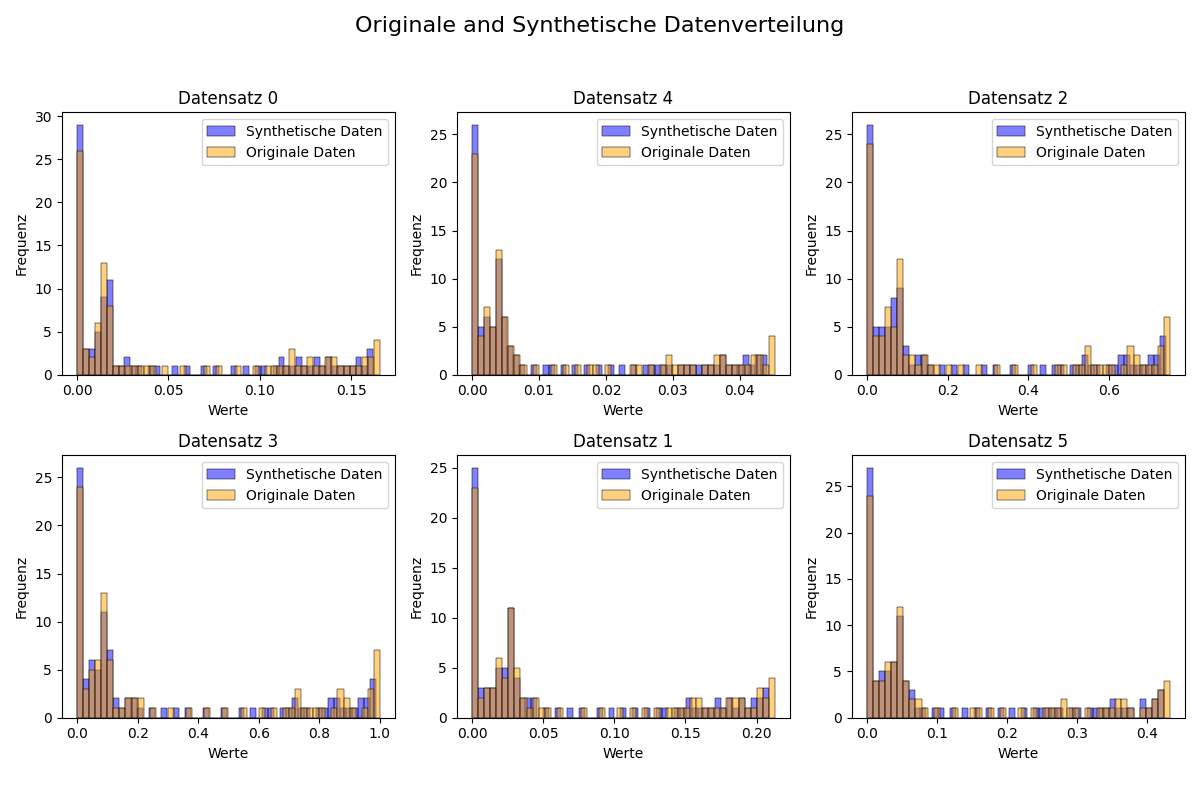 Originale and Synthetische Datenverteilung
Datensatz 0
Frequenz
30
25
20
15
10
5
0
Synthetische Daten
Originale Daten
0.00 0.05 0.10 0.15
Werte
Datensatz 4
Frequenz
25
20
15
10
5
0
Synthetische Daten
Originale Daten
0.00 0.01 0.02 0.03 0.04
Werte
Datensatz 2
Frequenz
25
20
15
10
5
0
Synthetische Daten
Originale Daten
0.0 0.2 0.4 0.6
Werte
Datensatz 3
Frequenz
25
20
15
10
5
0
Synthetische Daten
Originale Daten
0.0 0.2 0.4 0.6 0.8 1.0
Werte
Datensatz 1
Frequenz
25
20
15
10
5
0
Synthetische Daten
Originale Daten
0.00 0.05 0.10 0.15 0.20
Werte
Datensatz 5
Frequenz
25
20
15
10
5
0
Synthetische Daten
Originale Daten
0.0 0.1 0.2 0.3 0.4
Werte